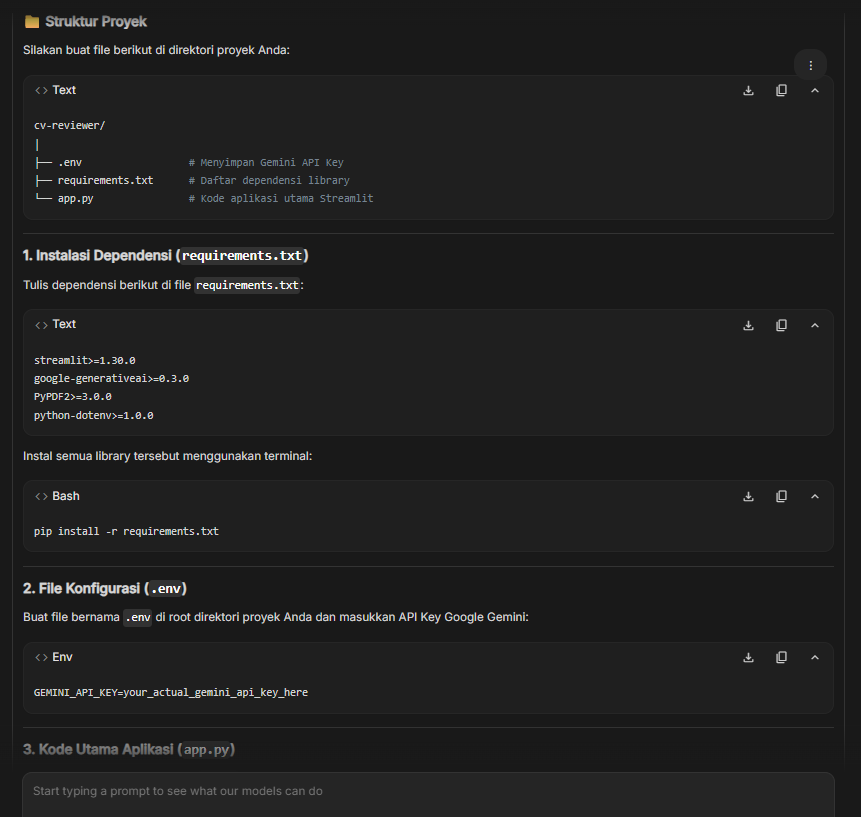 Struktur Proyek
Silakan buat file berikut di direktori proyek Anda:
Text
cv-reviewer/
│
├── .env # Menyimpan Gemini API Key
├── requirements.txt # Daftar dependensi library
└── app.py # Kode aplikasi utama Streamlit
1. Instalasi Dependensi (requirements.txt)
Tulis dependensi berikut di file requirements.txt:
Text
streamlit>=1.30.0
google-generativeai>=0.3.0
PyPDF2>=3.0.0
python-dotenv>=1.0.0
Instal semua library tersebut menggunakan terminal:
Bash
pip install -r requirements.txt
2. File Konfigurasi (.env)
Buat file bernama .env di root direktori proyek Anda dan masukkan API Key Google Gemini:
Env
GEMINI_API_KEY=your_actual_gemini_api_key_here
3. Kode Utama Aplikasi (app.py)
Start typing a prompt to see what our models can do